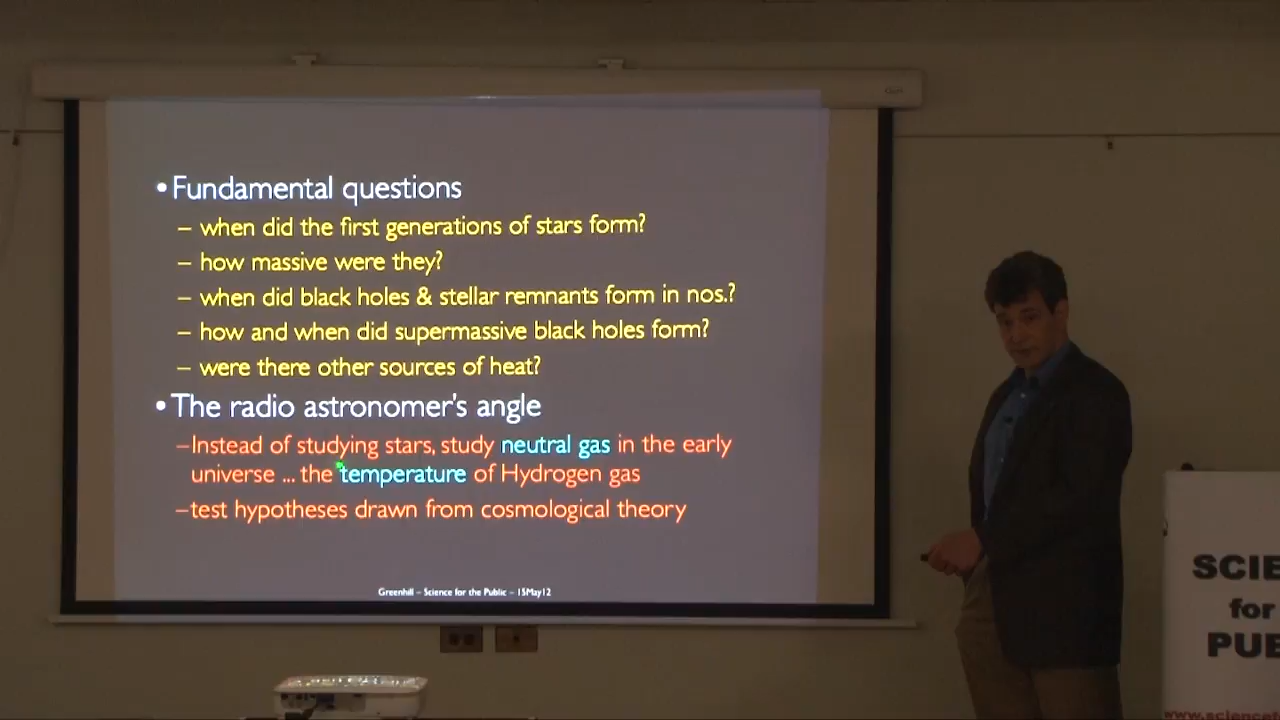 •Fundamental questions
– when did the first generations of stars form?
– how massive were they?
– when did black holes & stellar remnants form in nos.?
– how and when did supermassive black holes form?
– were there other sources of heat?
•The radio astronomer's angle
–Instead of studying stars, study neutral gas in the early
universe ... the temperature of Hydrogen gas
–test hypotheses drawn from cosmological theory
Greenhill – Science for the Public – 15May12
SCIE
for
PUB
www.sciencef